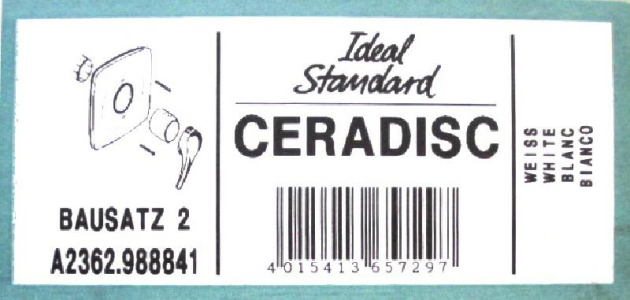 BAUSATZ 2
A2362.988841
Ideal
Standard
CERADISC
4 015413 657297
WEISS
WHITE
BLANC
BIANCO